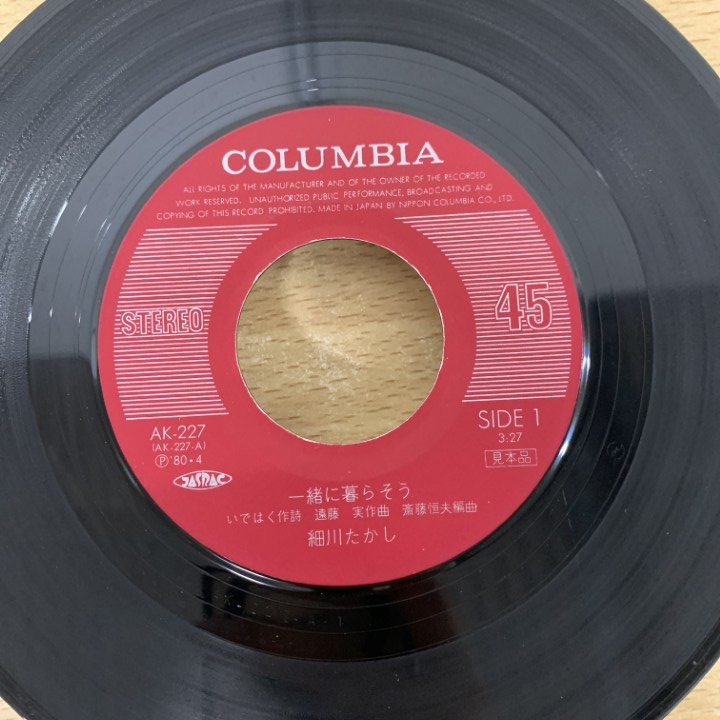 COLUMBIA
ALL RIGHTS OF THE MANUFACTURER AND OF THE OWNER OF THE RECORDED
WORK RESERVED. UNAUTHORIZED PUBLIC PERFORMANCE, BROADCASTING AND
COPYING OF THIS RECORD PROHIBITED. MADE IN JAPAN BY NIPPON COLUMBIA CO., LTD.
STEREO
45
AK-227
(AK-227-A)
Ⓟ'80・4
JASRAC
SIDE 1
3:27
見本品
一緒に暮らそう
いではく作詩 遠藤 実作曲 斎藤恒夫編曲
細川たかし